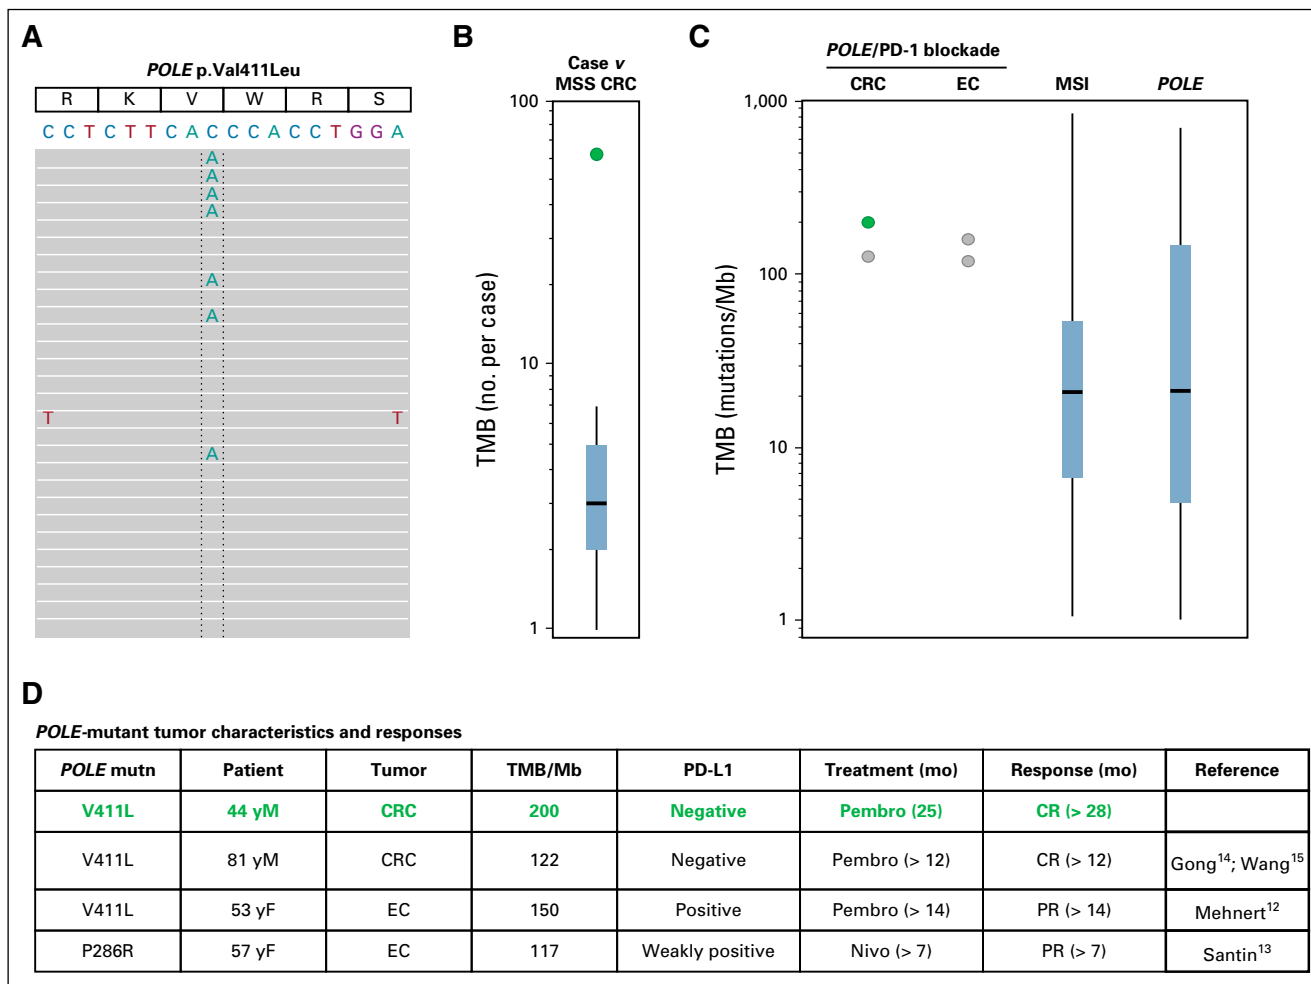 A
POLE p.Val411Leu
R K V W R S
C C T C T T C A C C C A C C T G G A
A
A
A
A
A
A
T T
A
B
Case v
MSS CRC
TMB (no. per case)
100
10
1
C
POLE/PD-1 blockade
CRC EC MSI POLE
TMB (mutations/Mb)
1,000
100
10
1
D
POLE-mutant tumor characteristics and responses
POLE mutn Patient Tumor TMB/Mb PD-L1 Treatment (mo) Response (mo) Reference
V411L 44 yM CRC 200 Negative Pembro (25) CR (> 28)
V411L 81 yM CRC 122 Negative Pembro (> 12) CR (> 12) Gong14; Wang15
V411L 53 yF EC 150 Positive Pembro (> 14) PR (> 14) Mehnert12
P286R 57 yF EC 117 Weakly positive Nivo (> 7) PR (> 7) Santin13